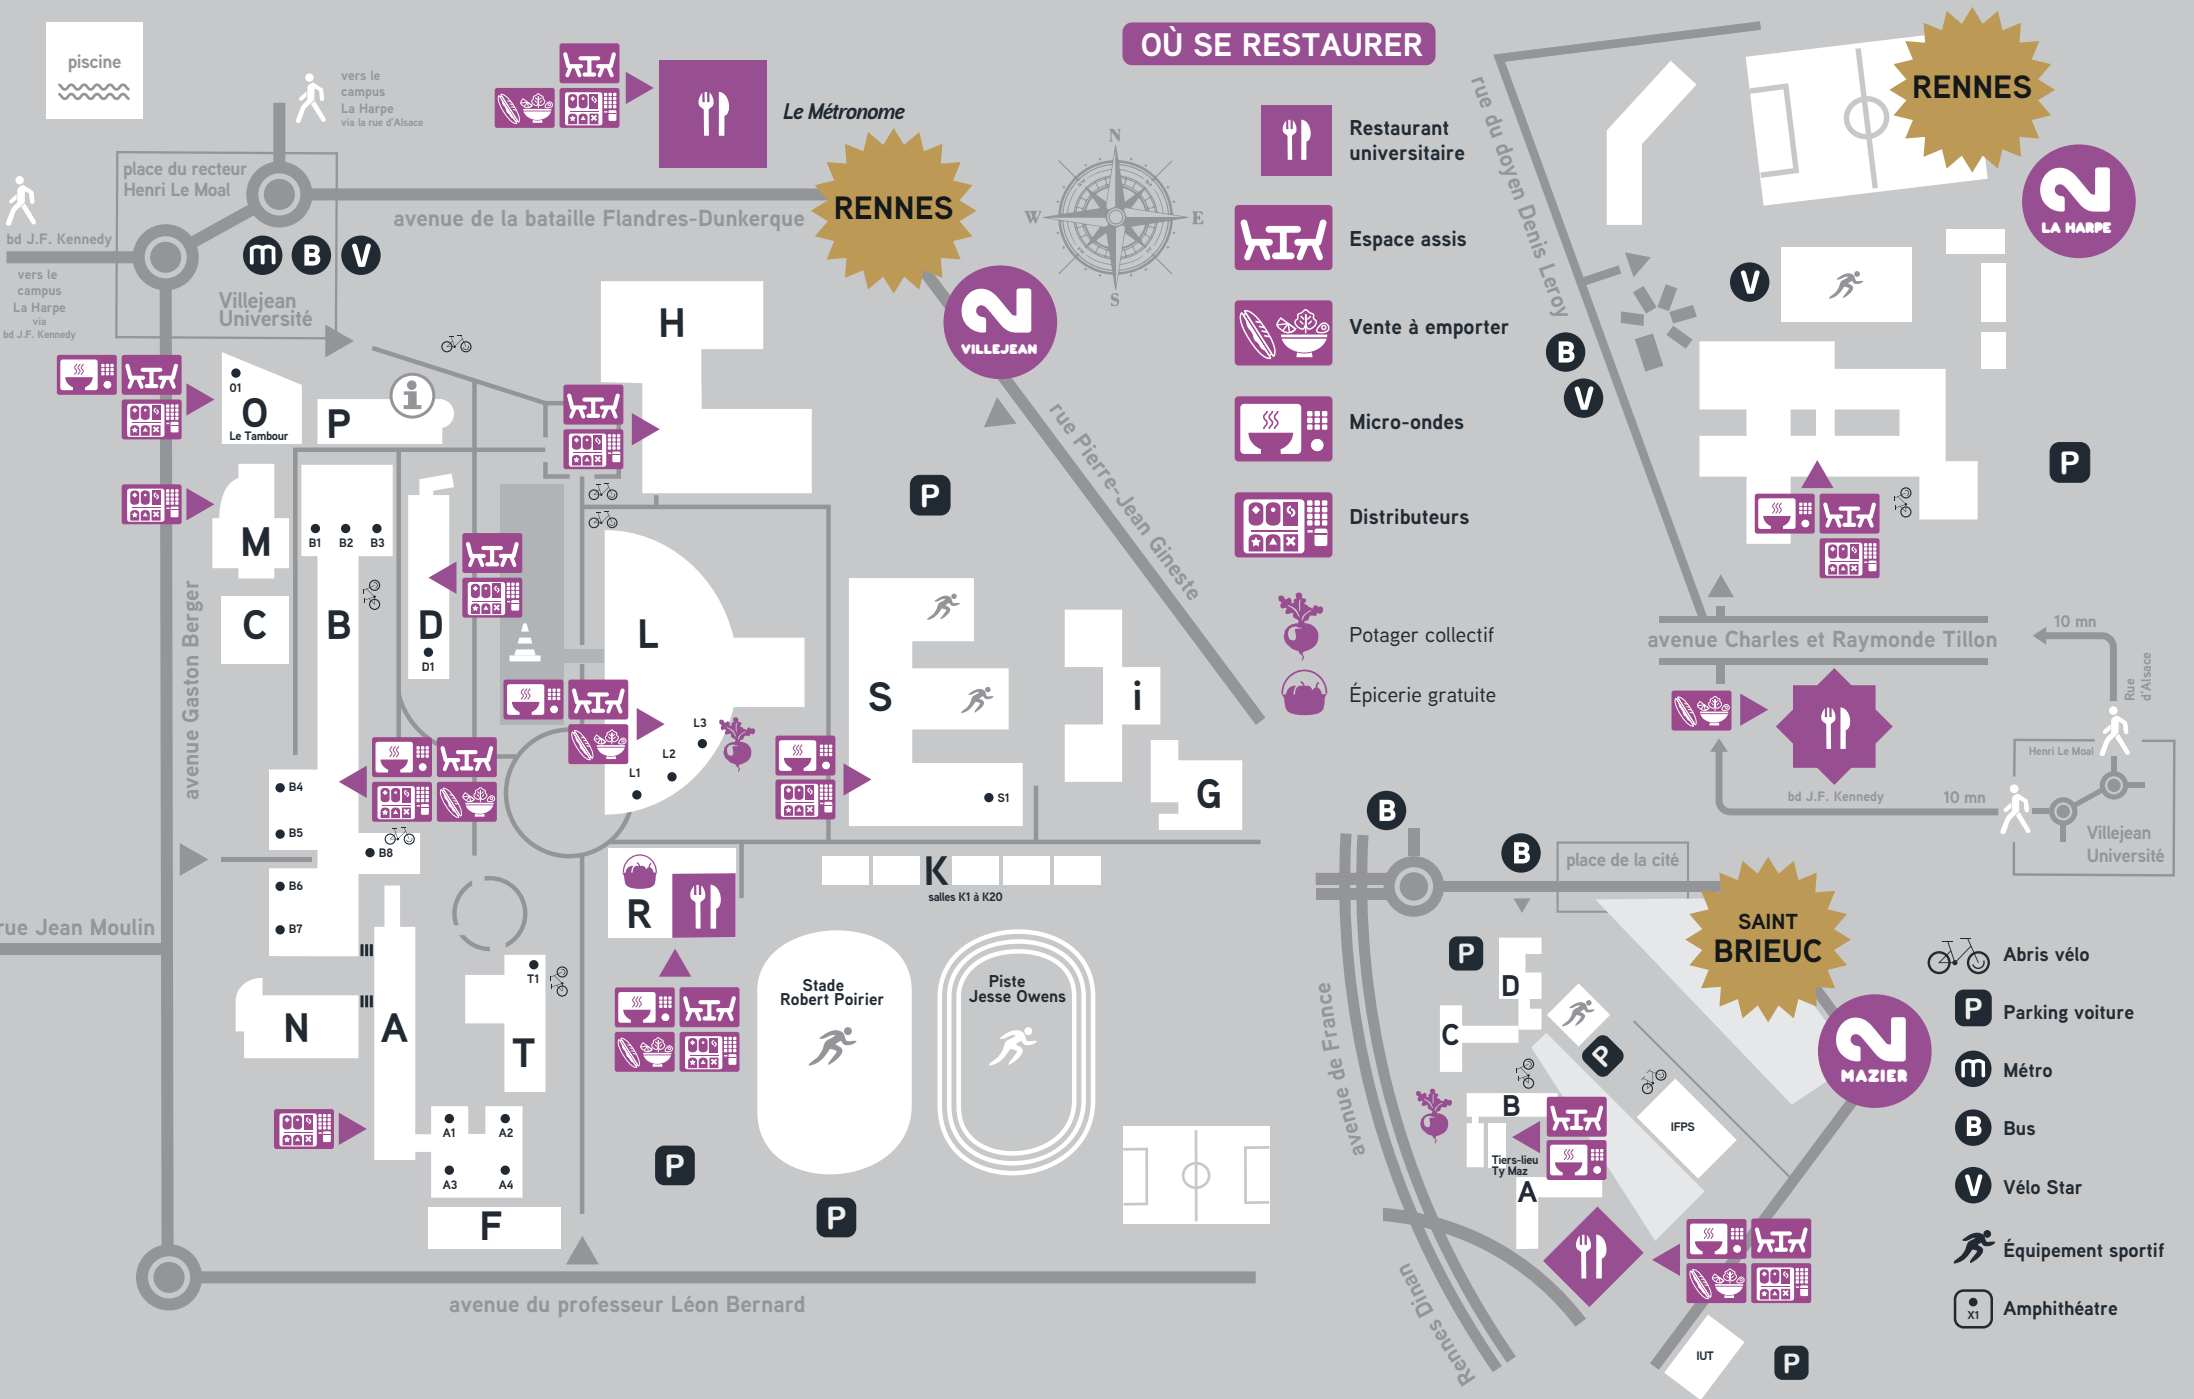 OÙ SE RESTAURER
Restaurant
universitaire
Espace assis
Vente à emporter
Micro-ondes
Distributeurs
Potager collectif
Épicerie gratuite
piscine
vers le
campus
La Harpe
via la rue d'Alsace
place du recteur
Henri Le Moal
bd J.F. Kennedy
vers le
campus
La Harpe
via
bd J.F. Kennedy
m B V
Villejean
Université
Le Métronome
avenue de la bataille Flandres-Dunkerque
RENNES
2
VILLEJEAN
N
W
E
S
rue Pierre-Jean Gineste
avenue Gaston Berger
rue Jean Moulin
avenue du professeur Léon Bernard
01
O
Le Tambour
P
i
H
P
M
B1 B2 B3
C
B
D
D1
L
L3
L2
L1
S
S1
i
G
B4
B5
B8
B6
B7
R
K
salles K1 à K20
N
A
T1
T
A1
A2
A3
A4
F
Stade
Robert Poirier
Piste
Jesse Owens
P
P
RENNES
2
LA HARPE
rue du doyen Denis Leroy
V
B
V
P
avenue Charles et Raymonde Tillon
10 mn
Rue
d'Alsace
Henri Le Moal
bd J.F. Kennedy
10 mn
Villejean
Université
B
B
place de la cité
SAINT
BRIEUC
2
MAZIER
avenue de France
Rennes Dinan
P
D
C
P
B
IFPS
Tiers-lieu
Ty Maz
A
IUT
P
Abris vélo
P
Parking voiture
m
Métro
B
Bus
V
Vélo Star
Équipement sportif
X1
Amphithéatre